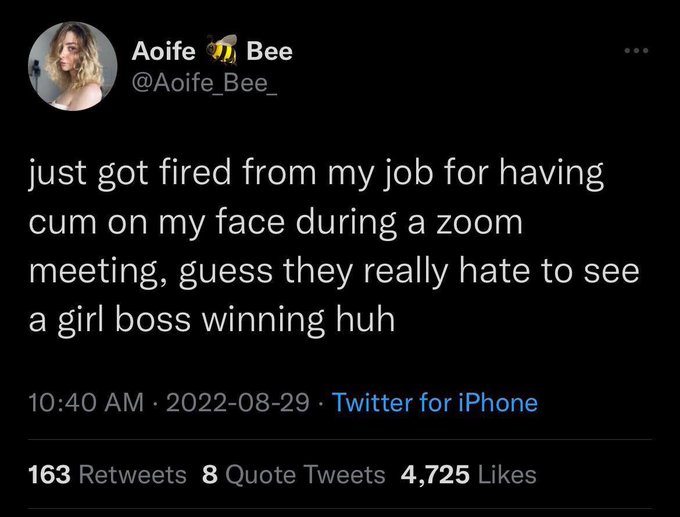 Aoife 🐝 Bee
@Aoife_Bee_
just got fired from my job for having
cum on my face during a zoom
meeting, guess they really hate to see
a girl boss winning huh
10:40 AM · 2022-08-29 · Twitter for iPhone
163 Retweets 8 Quote Tweets 4,725 Likes